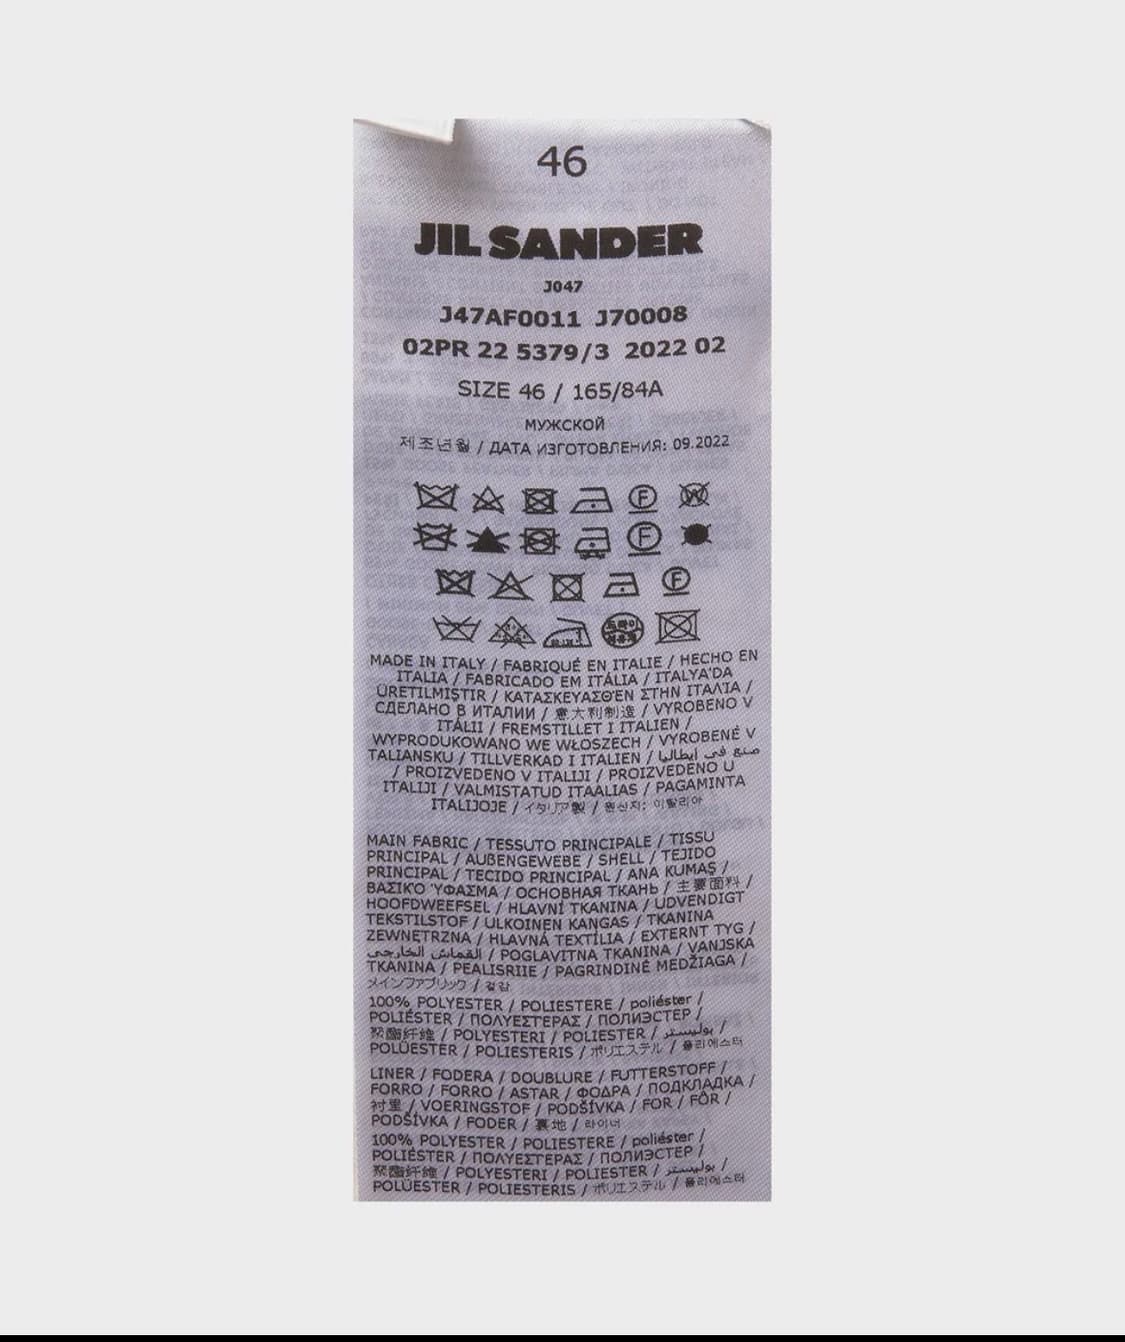 46
JIL SANDER
J047
J47AF0011 J70008
02PR 22 5379/3 2022 02
SIZE 46 / 165/84A
МУЖСКОЙ
제조년월 / ДАТА ИЗГОТОВЛЕНИЯ: 09.2022
F W
F
F
드라이
MADE IN ITALY / FABRIQUÉ EN ITALIE / HECHO EN
ITALIA / FABRICADO EM ITÁLIA / ITALYA'DA
ÜRETILMIŞTIR / ΚΑΤΑΣΚΕΥΑΣΘΕΝ ΣΤΗΝ ΙΤΑΛΊΑ /
СДЕЛАНО В ИТАЛИИ / 意大利制造 / VYROBENO V
ITÁLII / FREMSTILLET I ITALIEN /
WYPRODUKOWANO WE WŁOSZECH / VYROBENÉ V
TALIANSKU / TILLVERKAD I ITALIEN / صنع في ايطاليا
/ PROIZVEDENO V ITALIJI / PROIZVEDENO U
ITALIJI / VALMISTATUD ITAALIAS / PAGAMINTA
ITALIJOJE / イタリア製 / 원산지: 이탈리아
MAIN FABRIC / TESSUTO PRINCIPALE / TISSU
PRINCIPAL / AUßENGEWEBE / SHELL / TEJIDO
PRINCIPAL / TECIDO PRINCIPAL / ANA KUMAŞ /
ΒΑΣΙΚΌ ΎΦΑΣΜΑ / ОСНОВНАЯ ТКАНЬ / 主要面料 /
HOOFDWEEFSEL / HLAVNÍ TKANINA / UDVENDIGT
TEKSTILSTOF / ULKOINEN KANGAS / TKANINA
ZEWNĘTRZNA / HLAVNÁ TEXTÍLIA / EXTERNT TYG /
القماش الخارجي / POGLAVITNA TKANINA / VANJSKA
TKANINA / PEALISRIIE / PAGRINDINĖ MEDŽIAGA /
メインファブリック / 겉감
100% POLYESTER / POLIESTERE / poliéster /
POLIÉSTER / ΠΟΛΥΕΣΤΕΡΑΣ / ПОЛИЭСТЕР /
聚酯纤维 / POLYESTERI / POLIESTER / بوليستر /
POLÜESTER / POLIESTERIS / ポリエステル / 폴리에스터
LINER / FODERA / DOUBLURE / FUTTERSTOFF /
FORRO / FORRO / ASTAR / ΦΟΔΡΑ / ПОДКЛАДКА /
衬里 / VOERINGSTOF / PODŠÍVKA / FOR / FÔR /
PODŠÍVKA / FODER / 裏地 / 라이너
100% POLYESTER / POLIESTERE / poliéster /
POLIÉSTER / ΠΟΛΥΕΣΤΕΡΑΣ / ПОЛИЭСТЕР /
聚酯纤维 / POLYESTERI / POLIESTER / بوليستر /
POLÜESTER / POLIESTERIS / ポリエステル / 폴리에스터